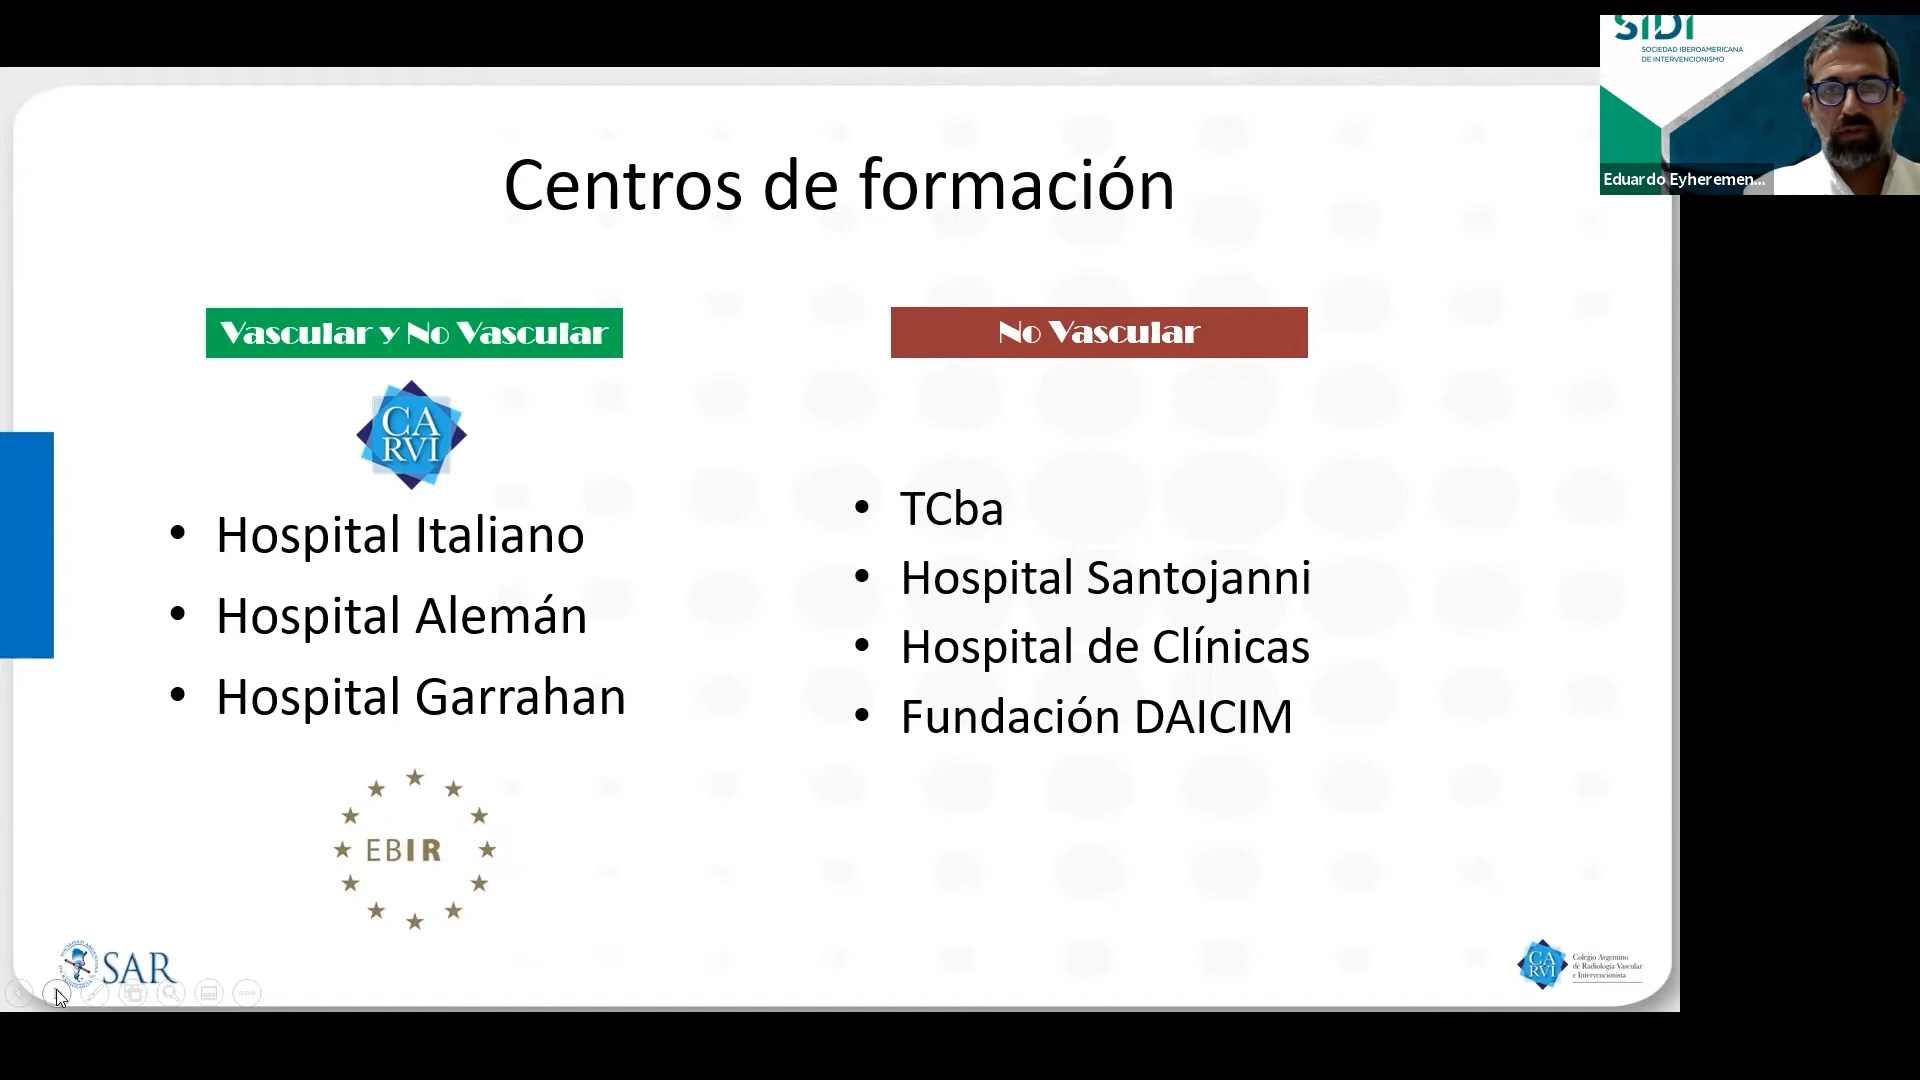 SIDI
SOCIEDAD IBEROAMERICANA
DE INTERVENCIONISMO
Eduardo Eyheremen...
Centros de formación
Vascular y No Vascular
CA
RVI
• Hospital Italiano
• Hospital Alemán
• Hospital Garrahan
EBIR
No Vascular
• TCba
• Hospital Santojanni
• Hospital de Clínicas
• Fundación DAICIM
SAR
CA
RVI
Colegio Argentino
de Radiología Vascular
e Intervencionista